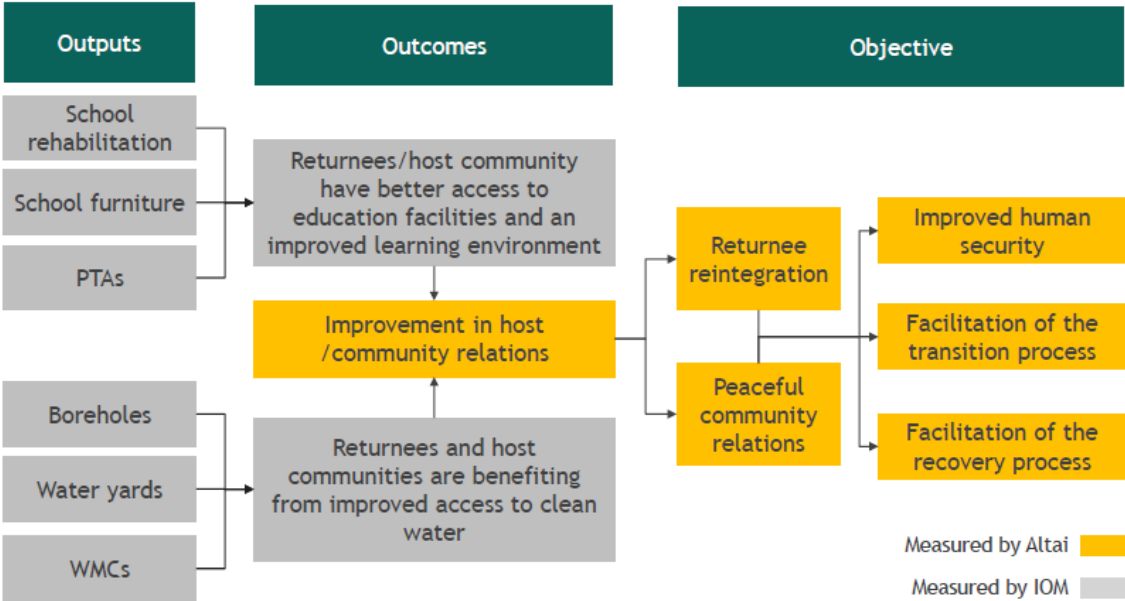 Outputs
Outcomes
Objective
School
rehabilitation
School furniture
PTAs
Returnees/host community
have better access to
education facilities and an
improved learning environment
Improvement in host
/community relations
Boreholes
Water yards
WMCs
Returnees and host
communities are benefiting
from improved access to clean
water
Returnee
reintegration
Peaceful
community
relations
Improved human
security
Facilitation of the
transition process
Facilitation of the
recovery process
Measured by Altai
Measured by IOM